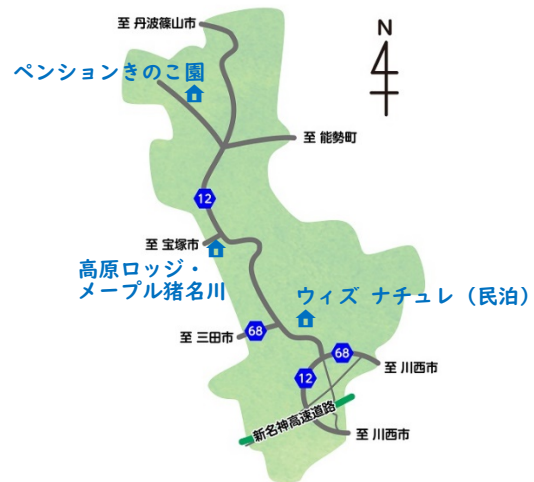 至 丹波篠山市
N
ペンションきのこ園
至 能勢町
12
至 宝塚市
高原ロッジ・
メープル猪名川
ウィズ ナチュレ（民泊）
68
至 三田市
68
至 川西市
12
新名神高速道路
至 川西市